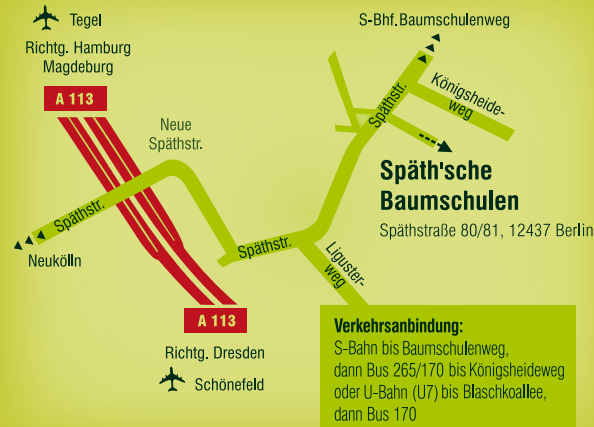 Tegel
Richtg. Hamburg
Magdeburg
A 113
S-Bhf. Baumschulenweg
Königsheide-
weg
Späthstr.
Neue
Späthstr.
Späth'sche
Baumschulen
Späthstraße 80/81, 12437 Berlin
Späthstr.
Neukölln
Späthstr.
Liguster-
weg
A 113
Richtg. Dresden
Schönefeld
Verkehrsanbindung:
S-Bahn bis Baumschulenweg,
dann Bus 265/170 bis Königsheideweg
oder U-Bahn (U7) bis Blaschkoallee,
dann Bus 170